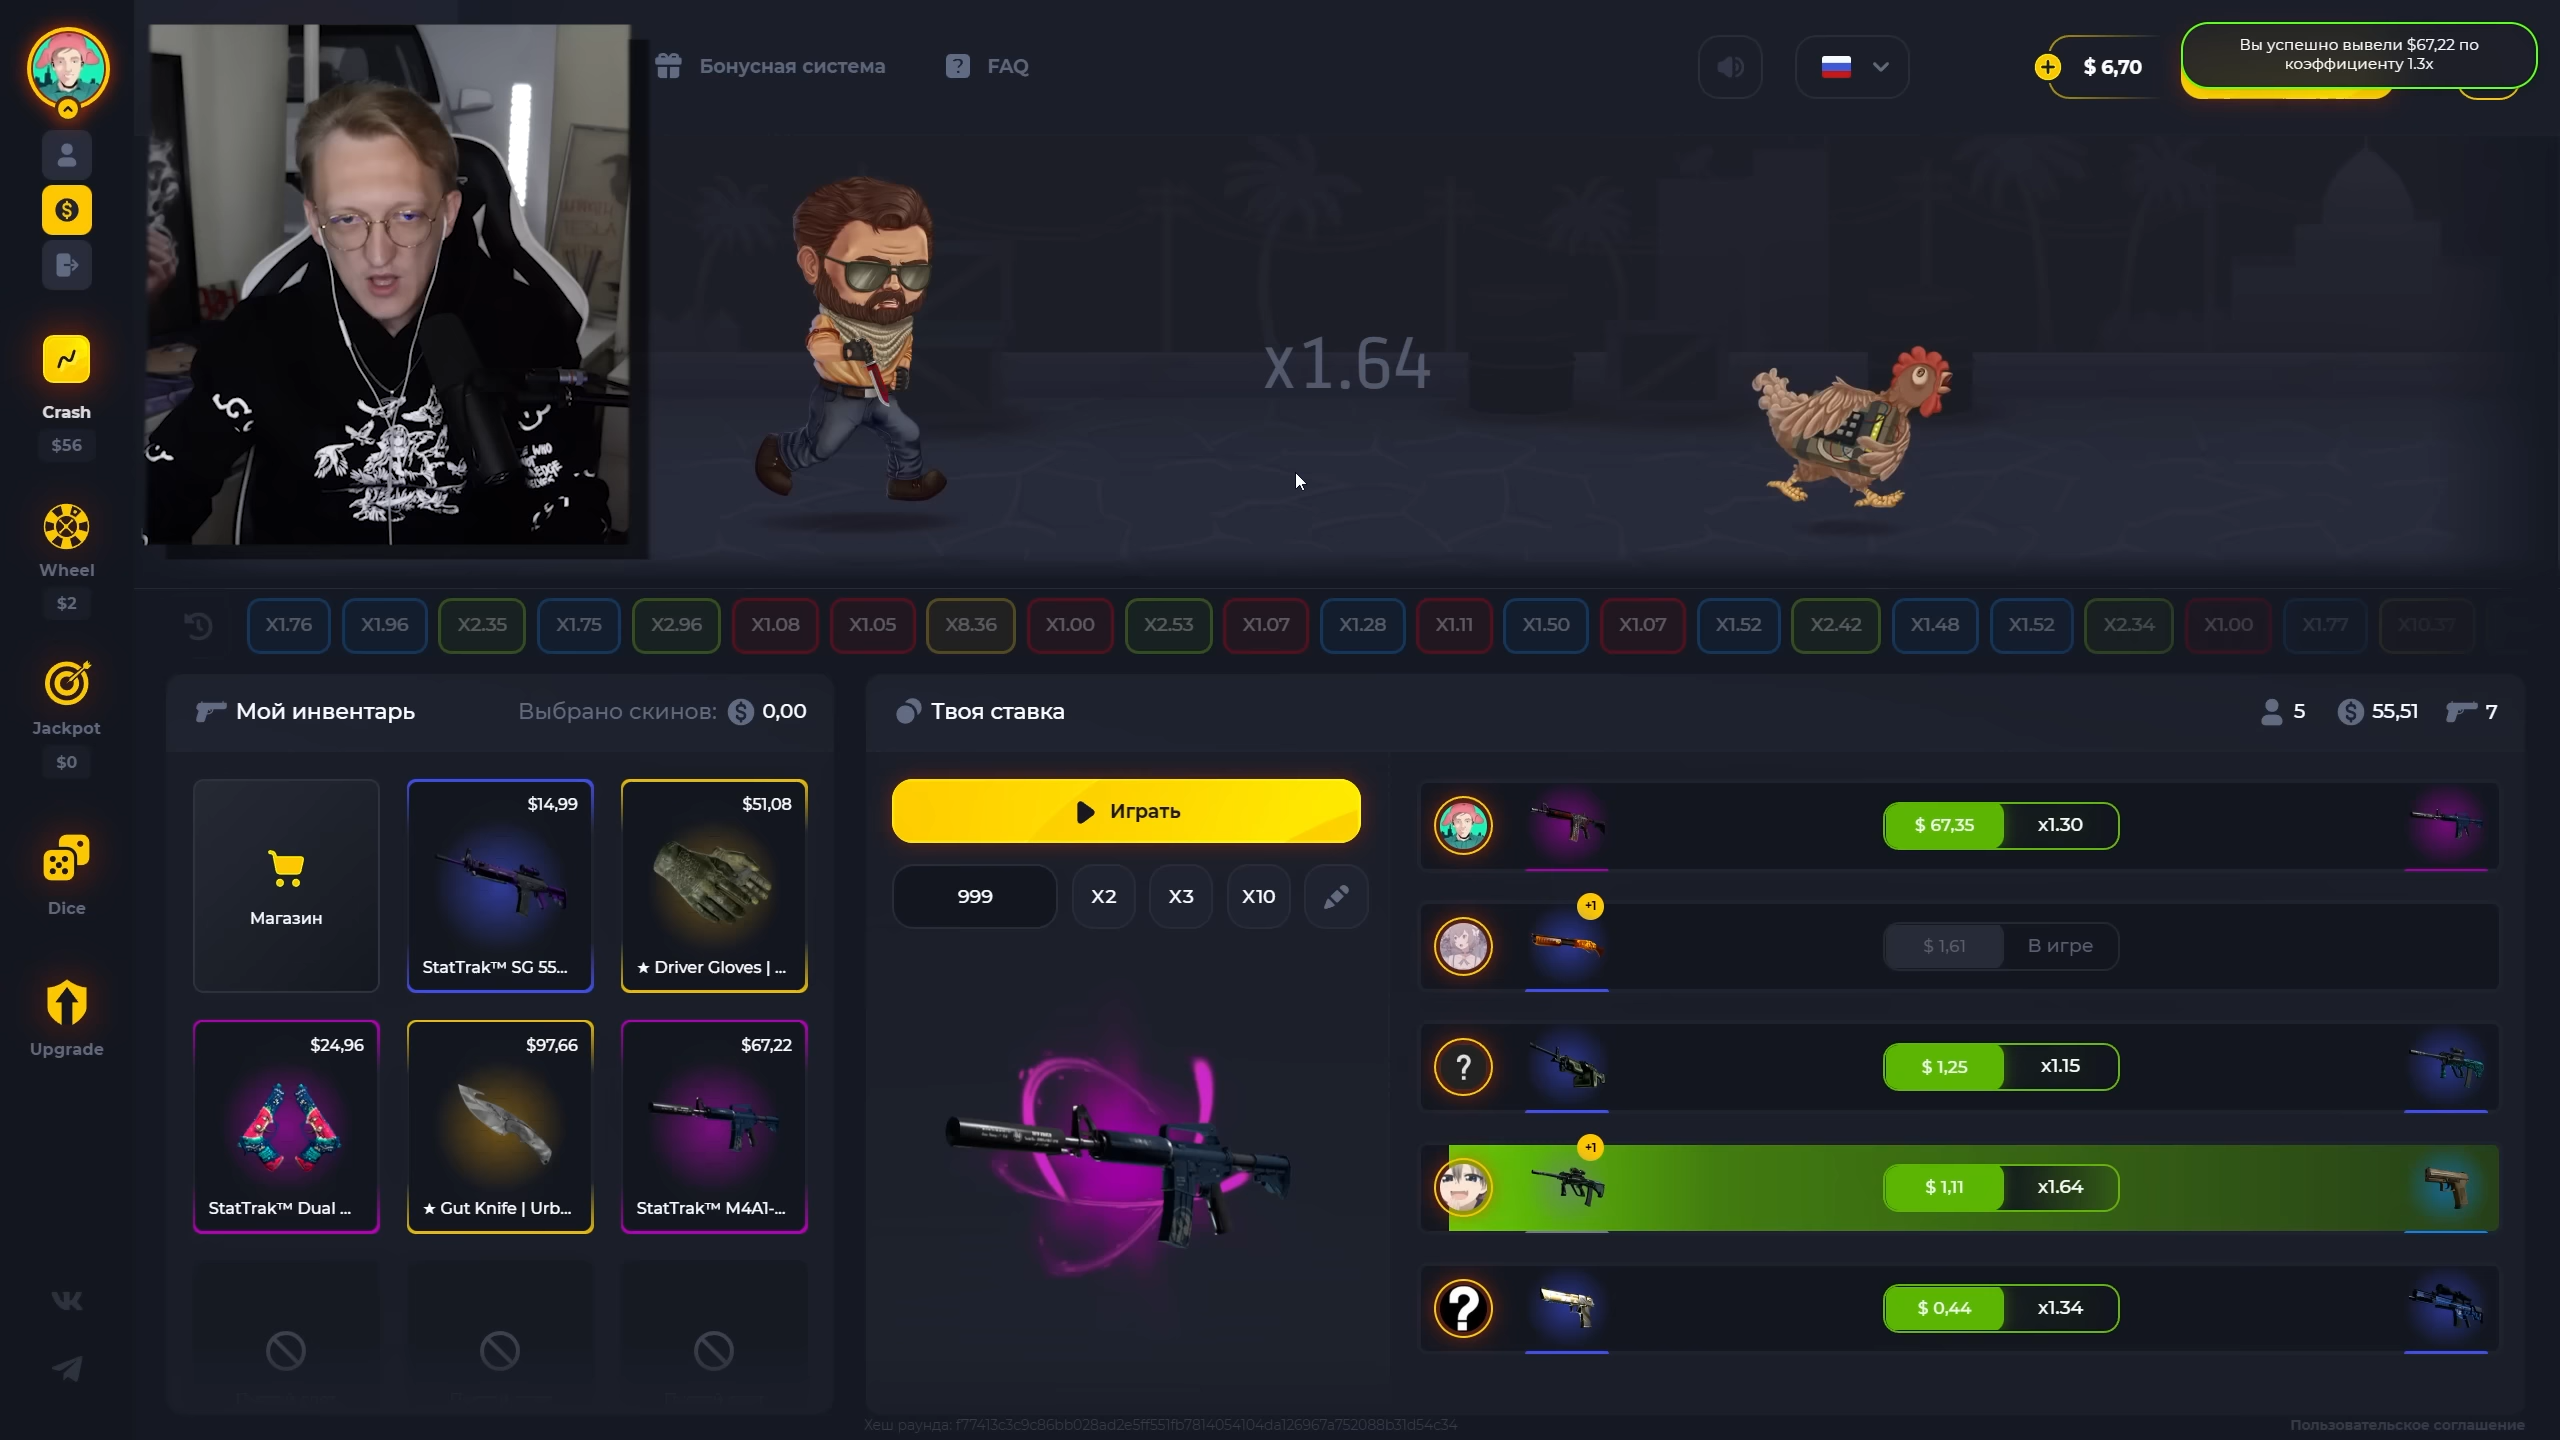 Бонусная система
FAQ
$ 6,70
Вы успешно вывели $67,22 по
коэффициенту 1.3x
Crash
$56
Wheel
$2
Jackpot
$0
Dice
Upgrade
x1.64
X1.76 X1.96 X2.35 X1.75 X2.96 X1.08 X1.05 X8.36 X1.00 X2.53 X1.07 X1.28 X1.11 X1.50 X1.07 X1.52 X2.42 X1.48 X1.52 X2.34 X1.00 X1.77 X10.37
Мой инвентарь
Выбрано скинов: $ 0,00
Магазин
$14,99
StatTrak™ SG 55...
$51,08
★ Driver Gloves | ...
$24,96
StatTrak™ Dual ...
$97,66
★ Gut Knife | Urb...
$67,22
StatTrak™ M4A1-...
Твоя ставка
5 $ 55,51 7
Играть
999 X2 X3 X10
$ 67,35 x1.30
+1
$ 1,61 В игре
? $ 1,25 x1.15
+1
$ 1,11 x1.64
? $ 0,44 x1.34
Пользовательское соглашение